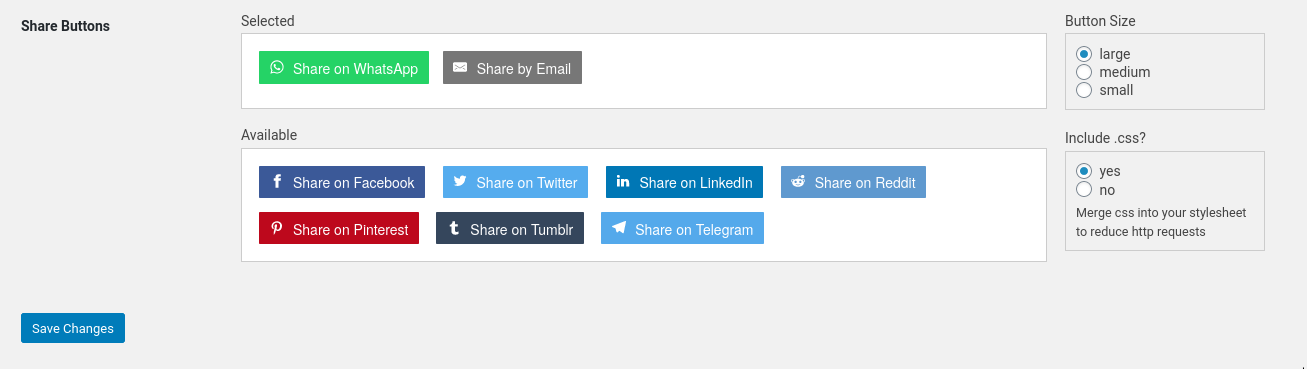 Share Buttons
Selected
Share on WhatsApp
Share by Email
Available
Share on Facebook
Share on Twitter
Share on LinkedIn
Share on Reddit
Share on Pinterest
Share on Tumblr
Share on Telegram
Button Size
large
medium
small
Include .css?
yes
no
Merge css into your stylesheet
to reduce http requests
Save Changes